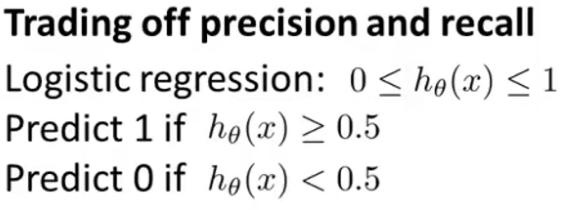 Trading off precision and recall
Logistic regression: 0 ≤ hθ(x) ≤ 1
Predict 1 if hθ(x) ≥ 0.5
Predict 0 if hθ(x) < 0.5